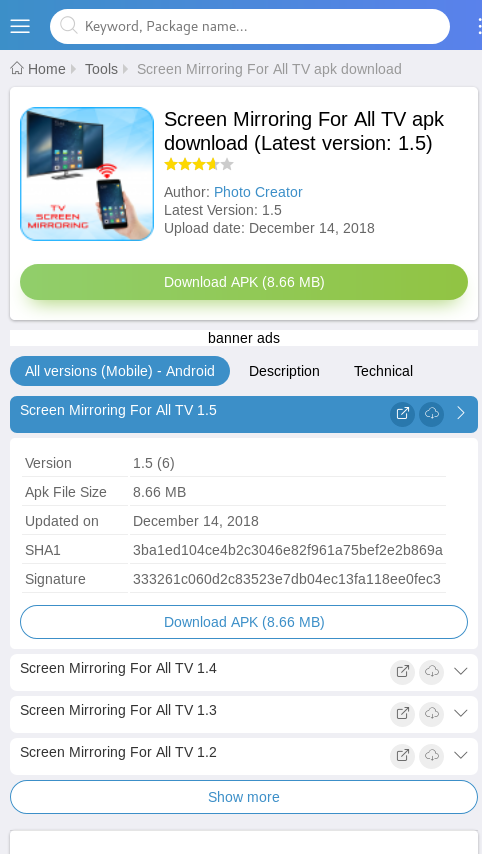 Keyword, Package name...
Home Tools Screen Mirroring For All TV apk download
Screen Mirroring For All TV apk
download (Latest version: 1.5)
TV
SCREEN
MIRRORING
Author: Photo Creator
Latest Version: 1.5
Upload date: December 14, 2018
Download APK (8.66 MB)
banner ads
All versions (Mobile) - Android Description Technical
Screen Mirroring For All TV 1.5
Version 1.5 (6)
Apk File Size 8.66 MB
Updated on December 14, 2018
SHA1 3ba1ed104ce4b2c3046e82f961a75bef2e2b869a
Signature 333261c060d2c83523e7db04ec13fa118ee0fec3
Download APK (8.66 MB)
Screen Mirroring For All TV 1.4
Screen Mirroring For All TV 1.3
Screen Mirroring For All TV 1.2
Show more